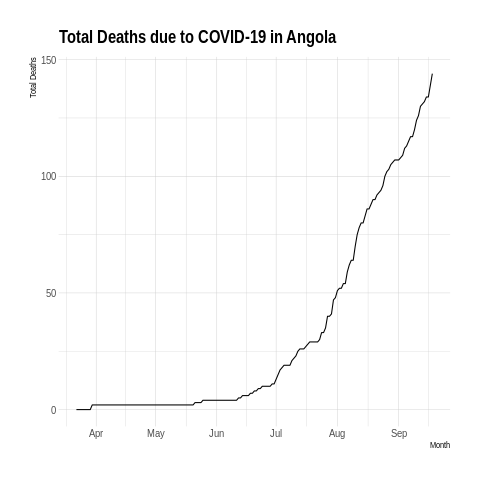 Total Deaths due to COVID-19 in Angola
Total Deaths
150
100
50
0
Apr May Jun Jul Aug Sep
Month